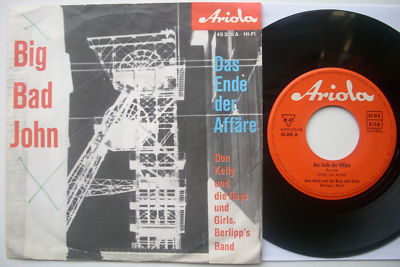 Big
Bad
John
Ariola
45 205 A - HI-FI
Das
Ende
der
Affäre
Don
Kelly
und
die Boys
und
Girls.
Berlipp's
Band
Ariola
Das Ende der Affäre
Don Kelly und die Boys und Girls
Berlipp's Band